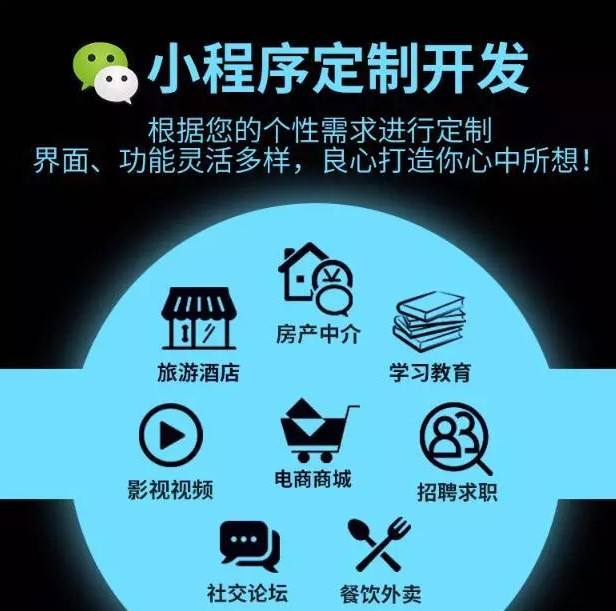 小程序定制开发
根据您的个性需求进行定制
界面、功能灵活多样，良心打造你心中所想！
房产中介
旅游酒店
学习教育
影视视频
电商商城
招聘求职
社交论坛
餐饮外卖